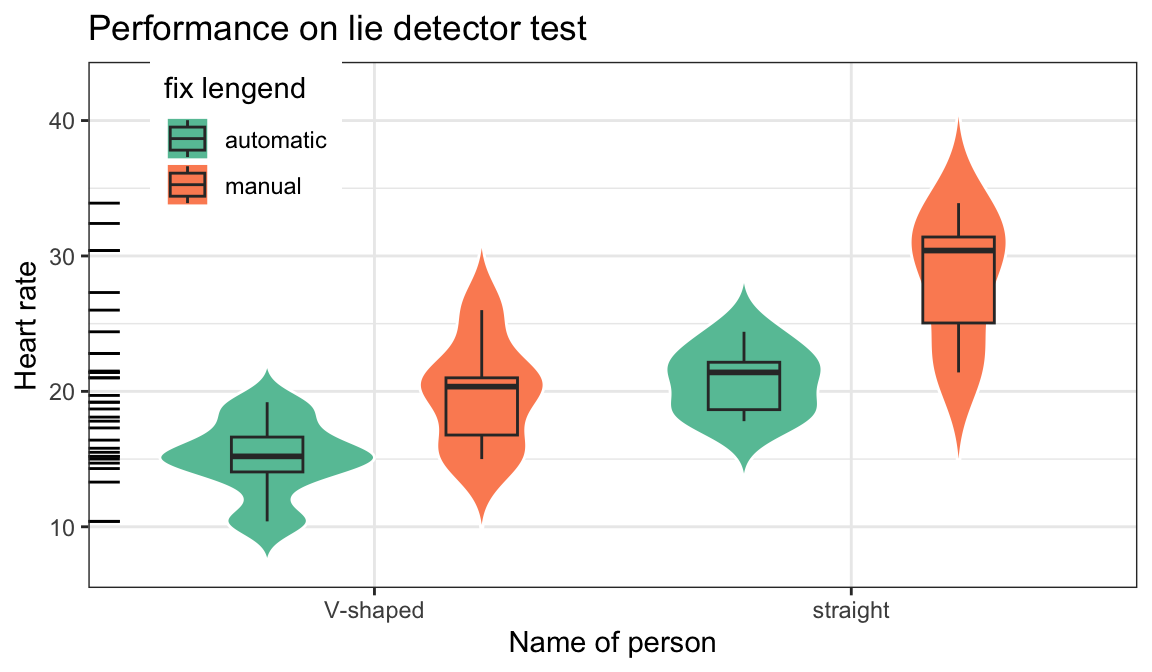 Performance on lie detector test
fix lengend
automatic
manual
40
30
20
10
Heart rate
V-shaped
straight
Name of person